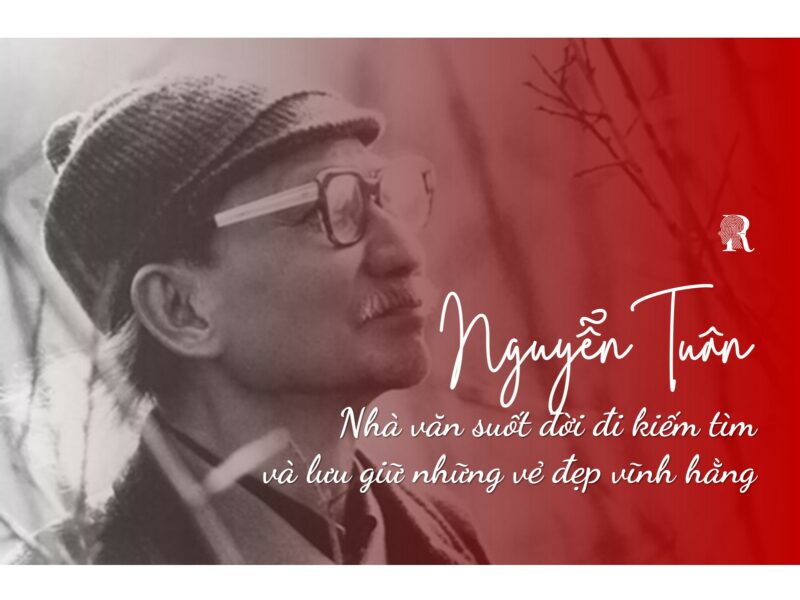 R
Nguyễn Tuân
Nhà văn suốt đời đi kiếm tìm
và lưu giữ những vẻ đẹp vĩnh hằng